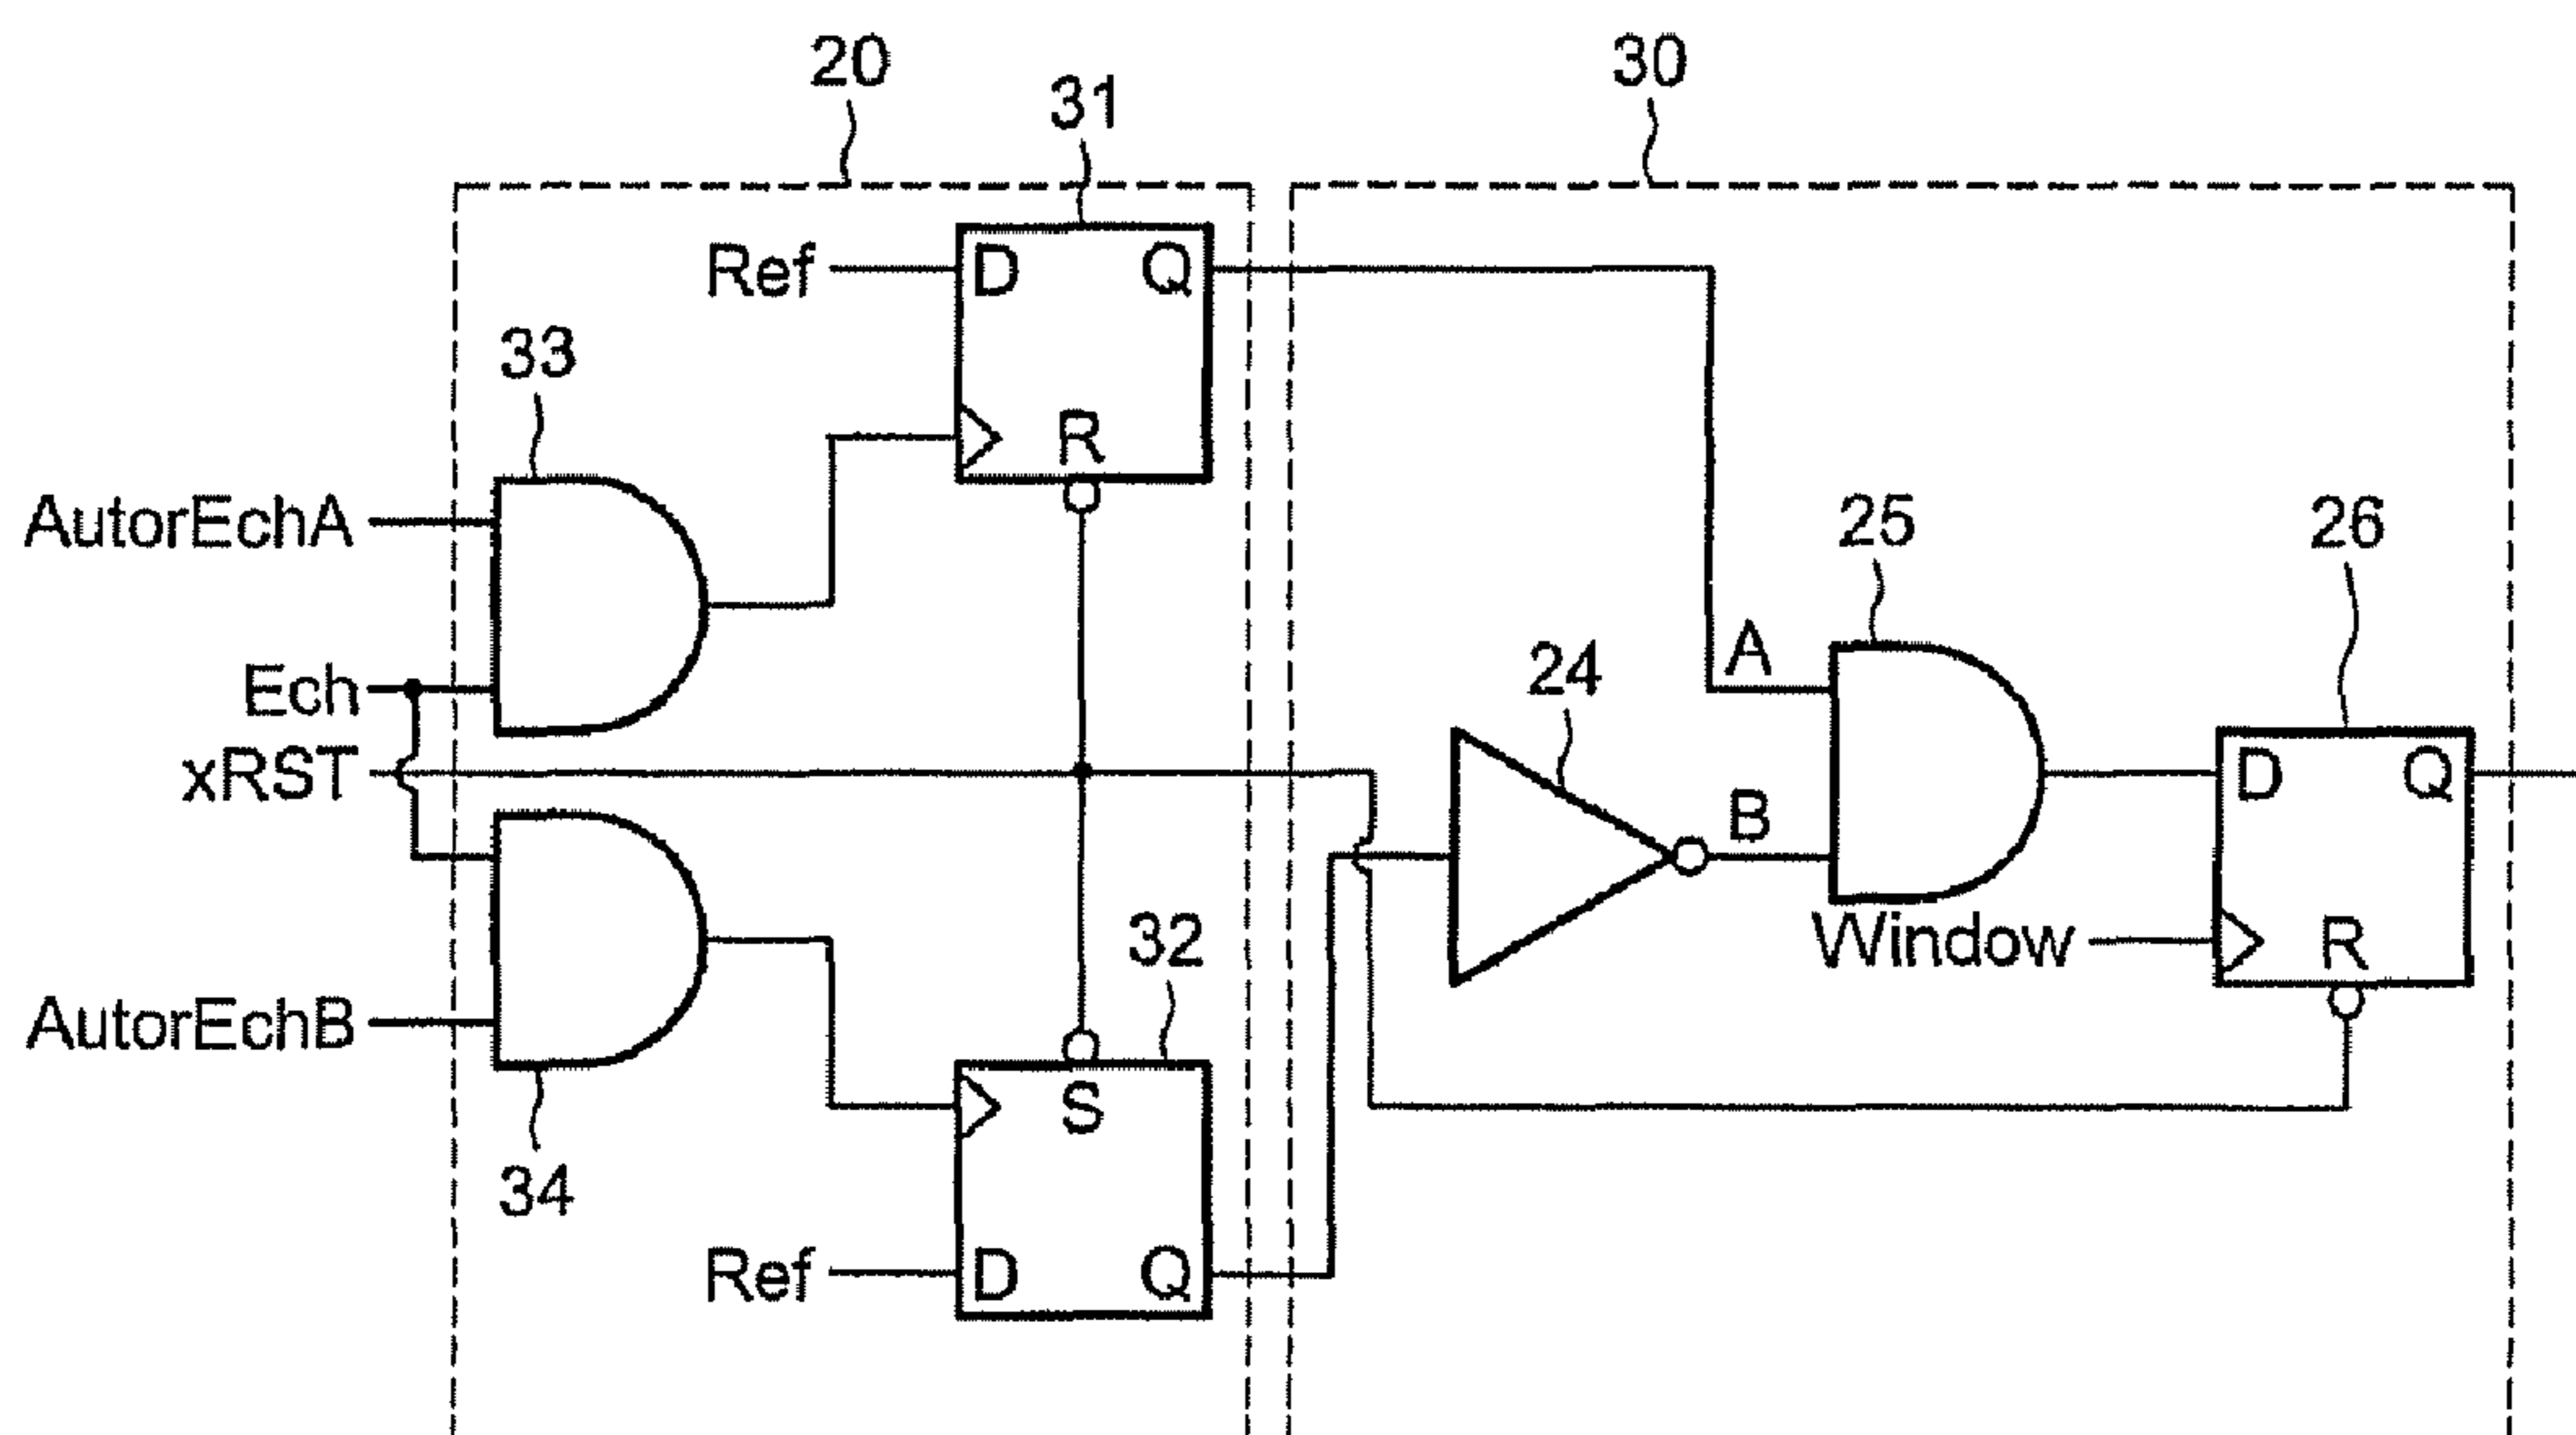 20
30
31
Ref
D
Q
33
R
AutorEchA
25
26
Ech
A
24
xRST
D
Q
B
32
Window
R
AutorEchB
S
34
Ref
D
Q